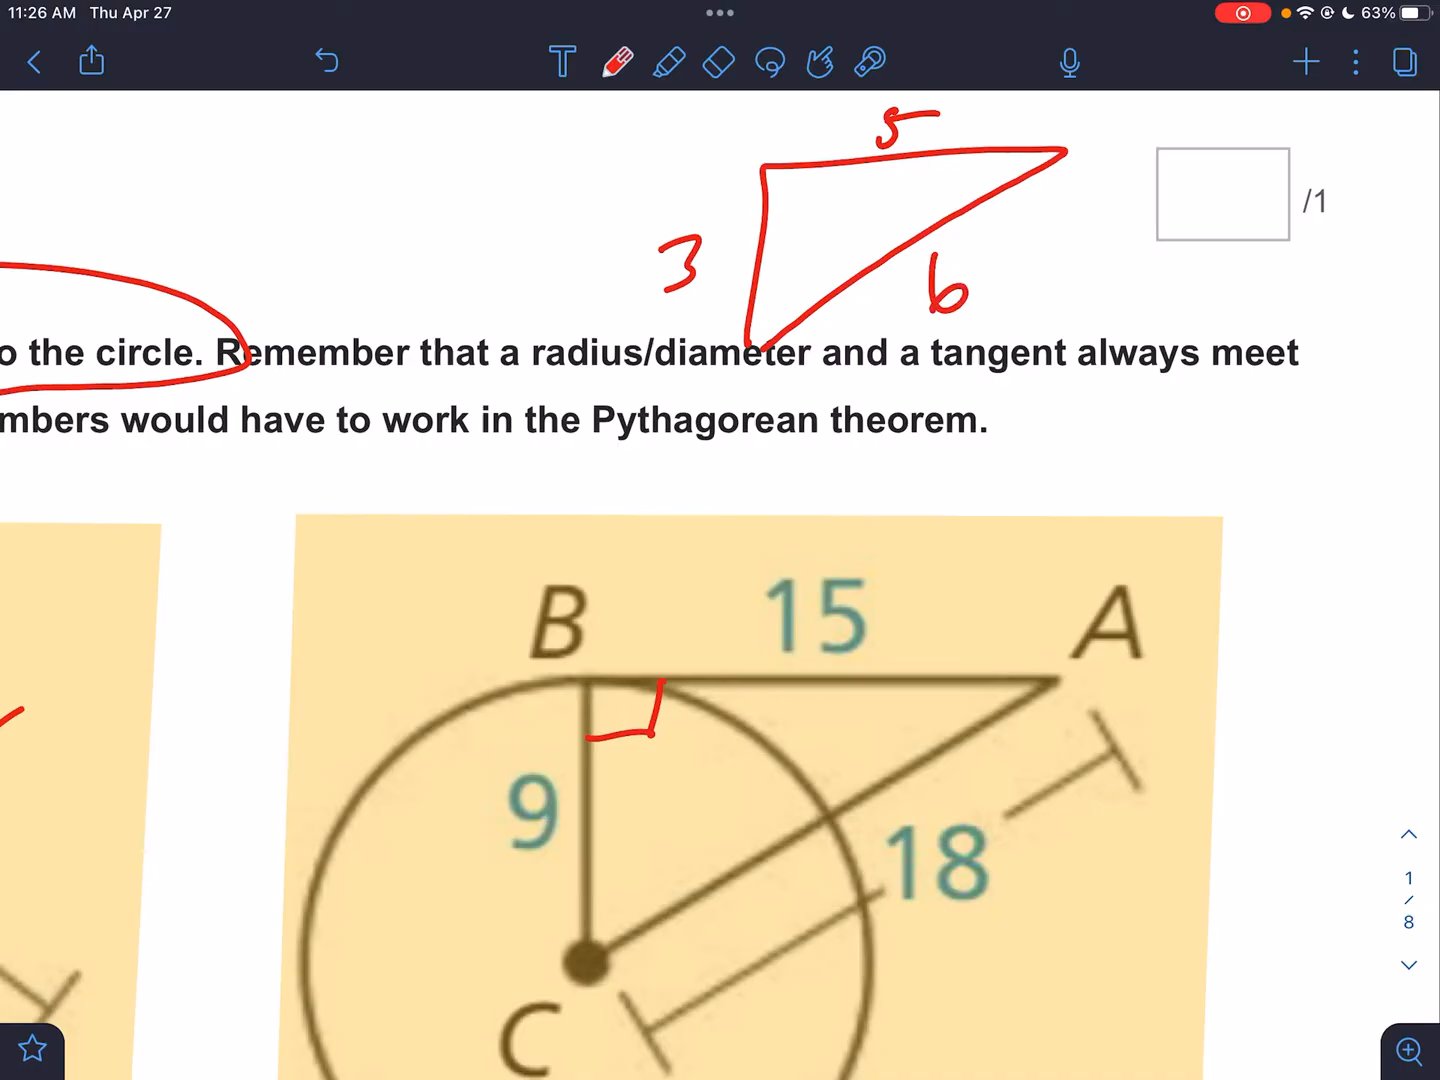 11:26 AM Thu Apr 27
63%
T
5
/1
3
6
o the circle. Remember that a radius/diameter and a tangent always meet
mbers would have to work in the Pythagorean theorem.
B 15 A
9
18
C
1
/
8